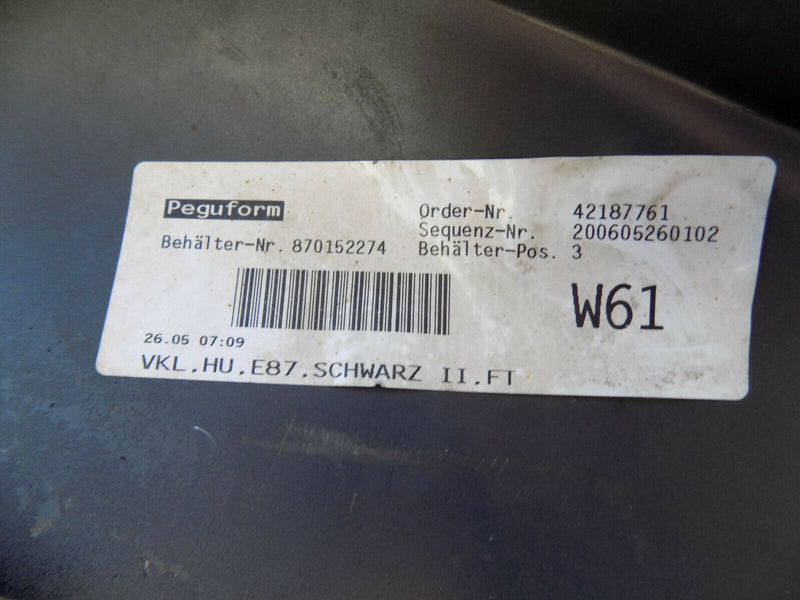 Peguform
Order-Nr. 42187761
Sequenz-Nr. 200605260102
Behälter-Nr. 870152274 Behälter-Pos. 3
W61
26.05 07:09
VKL.HU.E87.SCHWARZ II.FT